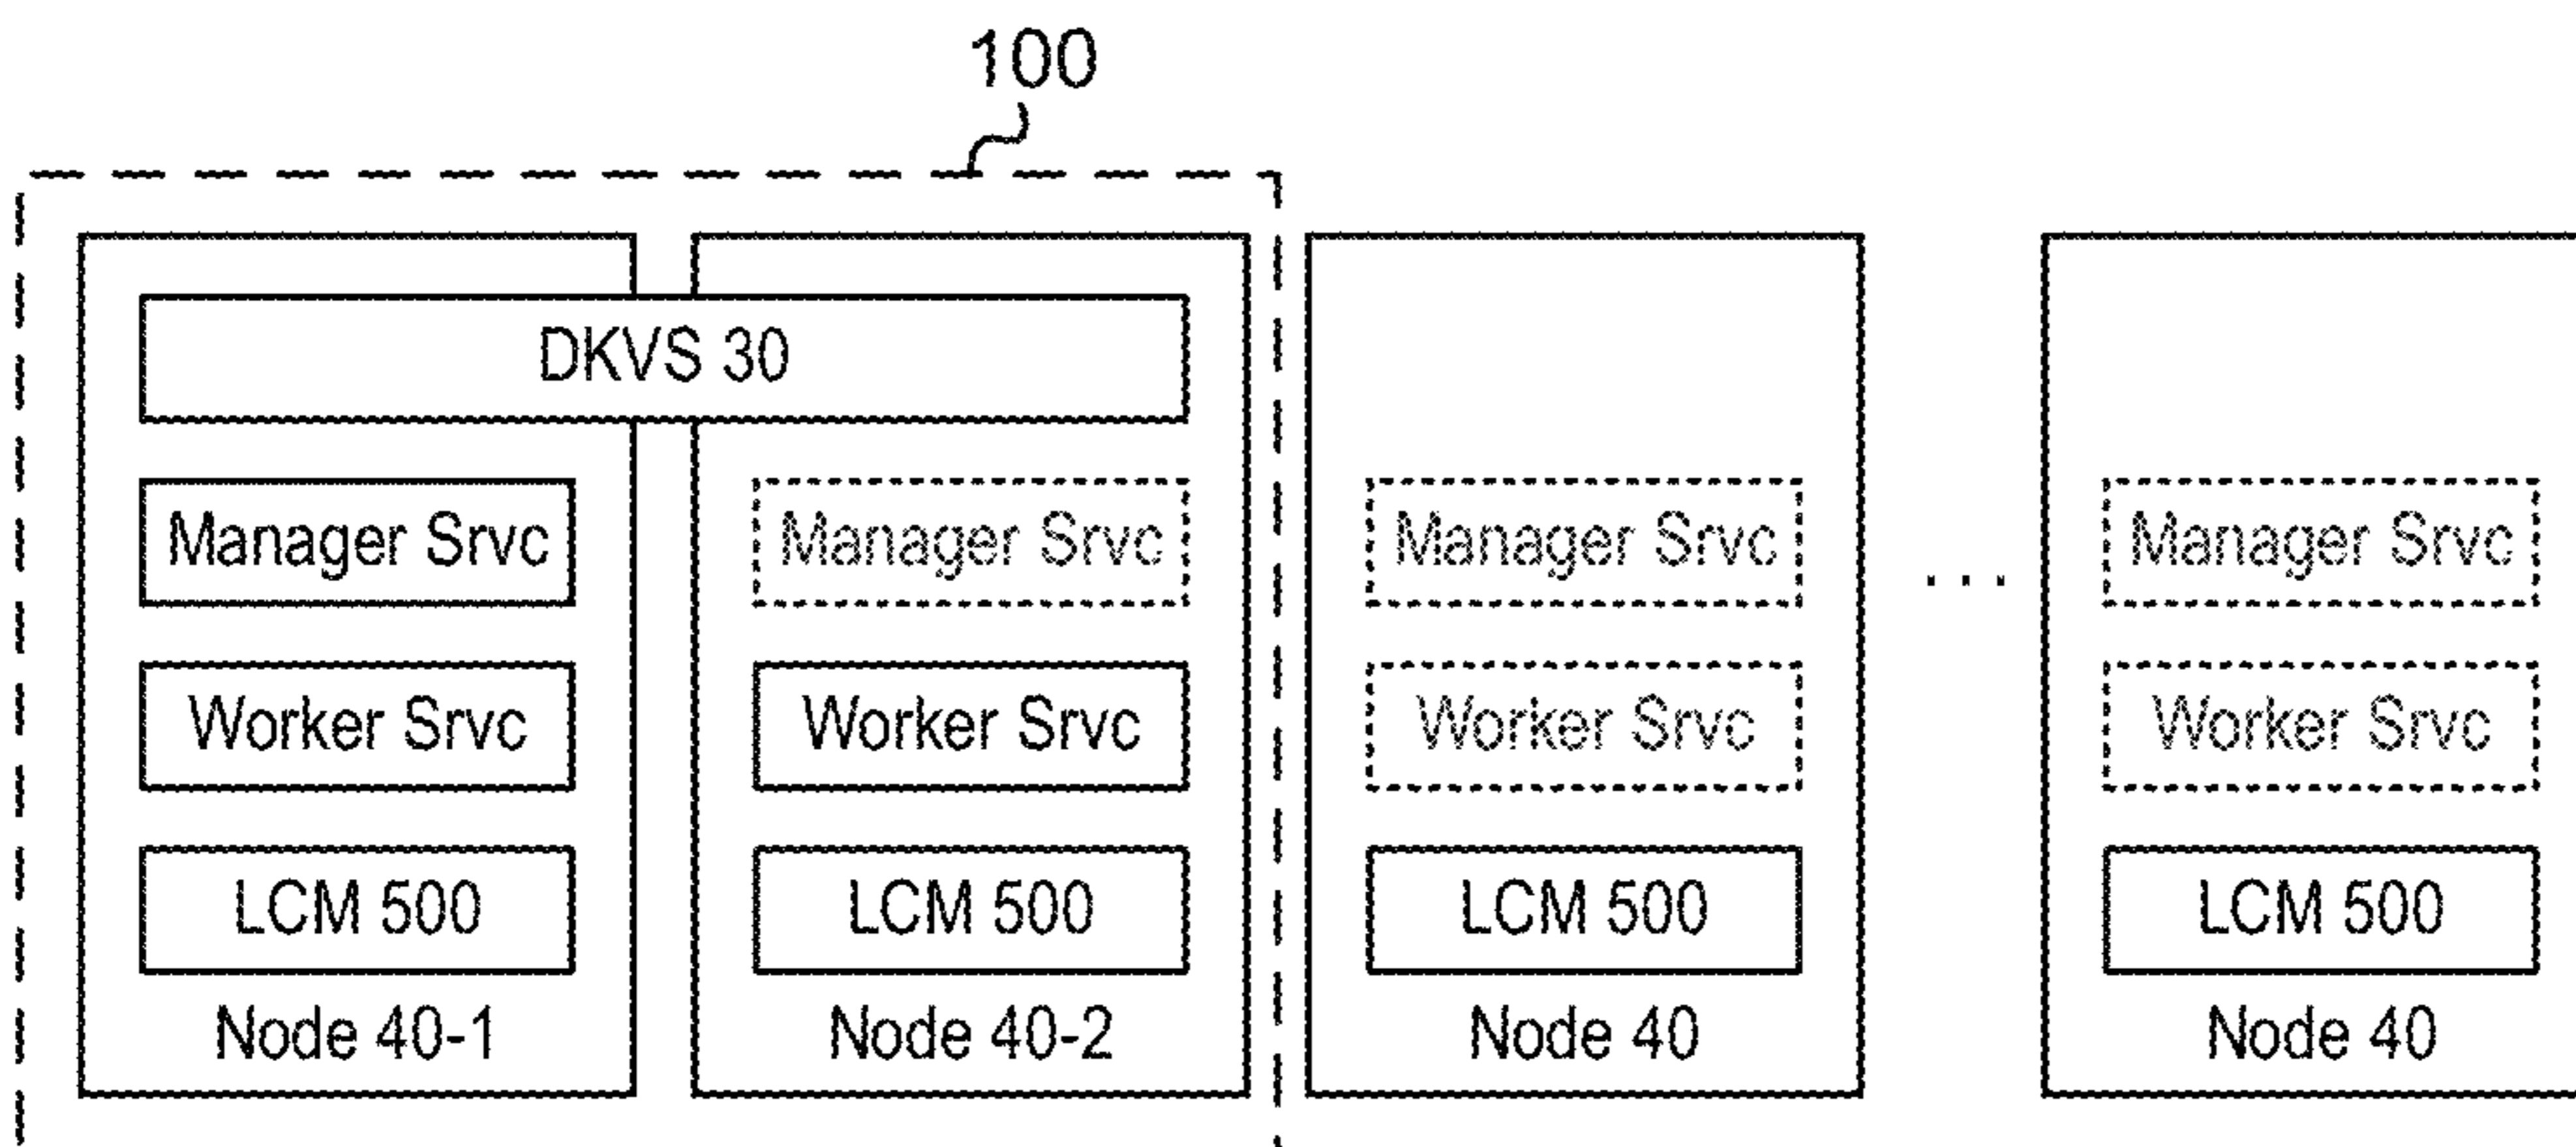 100
DKVS 30
Manager Srvc
Manager Srvc
Manager Srvc
...
Manager Srvc
Worker Srvc
Worker Srvc
Worker Srvc
Worker Srvc
LCM 500
LCM 500
LCM 500
LCM 500
Node 40-1
Node 40-2
Node 40
Node 40